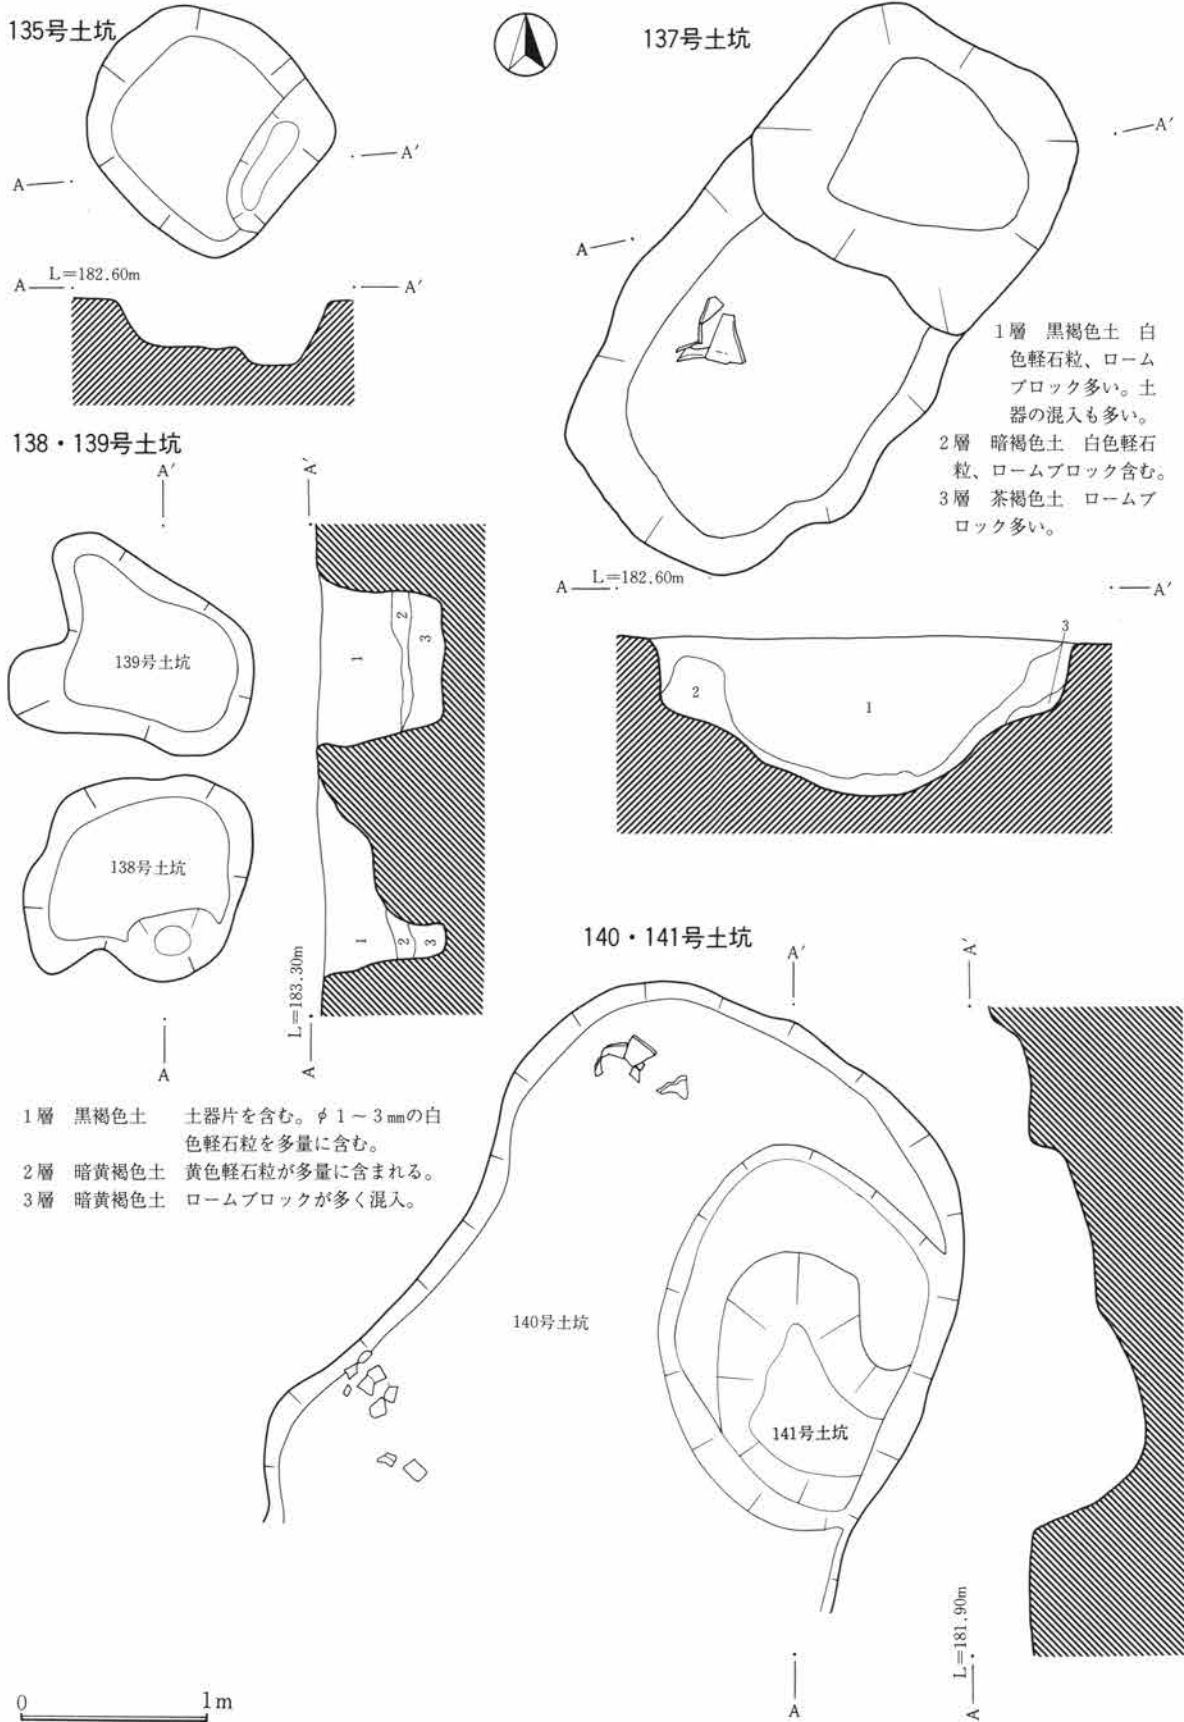 135号土坑
A
A′
L=182.60m
A
A′
137号土坑
A
A′
1層 黒褐色土 白
色軽石粒、ローム
ブロック多い。土
器の混入も多い。
2層 暗褐色土 白色軽石
粒、ロームブロック含む。
3層 茶褐色土 ロームブ
ロック多い。
L=182.60m
A
A′
3
2
1
138・139号土坑
A′
A′
139号土坑
138号土坑
1
2
3
1
2
3
L=183.30m
A
A
1層 黒褐色土 土器片を含む。φ1~3㎜の白
色軽石粒を多量に含む。
2層 暗黄褐色土 黄色軽石粒が多量に含まれる。
3層 暗黄褐色土 ロームブロックが多く混入。
140・141号土坑
A′
A′
140号土坑
141号土坑
L=181.90m
A
A
0 1m